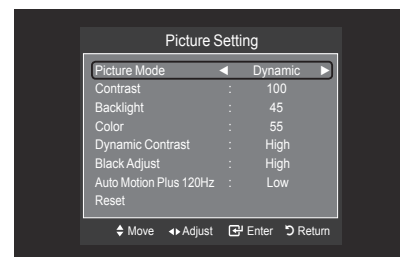 Picture Setting
Picture Mode ◄ Dynamic ►
Contrast : 100
Backlight : 45
Color : 55
Dynamic Contrast : High
Black Adjust : High
Auto Motion Plus 120Hz : Low
Reset
Move Adjust Enter Return